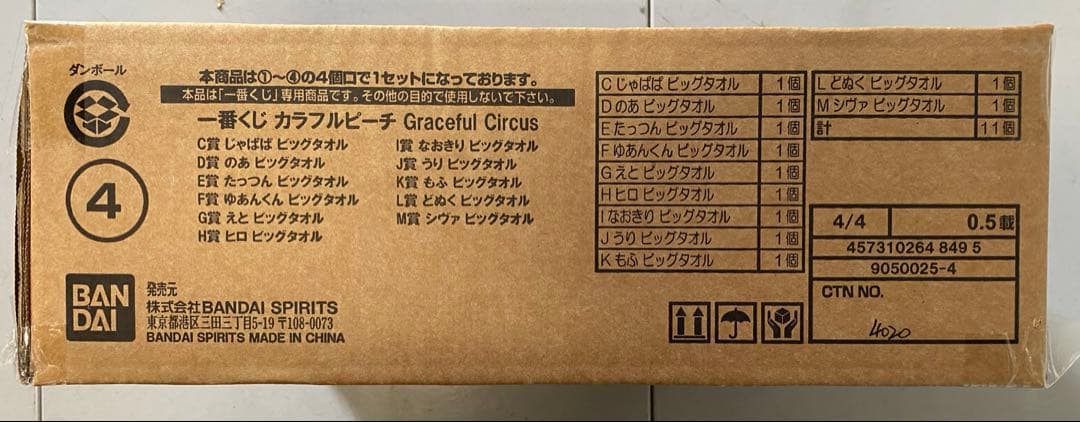 ダンボール
4
本商品は①〜④の4個口で1セットになっております。
本品は「一番くじ」専用商品です。その他の目的で使用しないで下さい。
一番くじ カラフルピーチ Graceful Circus
C賞 じゃぱぱ ビッグタオル
D賞 のあ ビッグタオル
E賞 たっつん ビッグタオル
F賞 ゆあんくん ビッグタオル
G賞 えと ビッグタオル
H賞 ヒロ ビッグタオル
I賞 なおきり ビッグタオル
J賞 うり ビッグタオル
K賞 もふ ビッグタオル
L賞 どぬく ビッグタオル
M賞 シヴァ ビッグタオル
BAN
DAI
発売元
株式会社BANDAI SPIRITS
東京都港区三田三丁目5-19 〒108-0073
BANDAI SPIRITS MADE IN CHINA
C じゃぱぱ ビッグタオル 1個
D のあ ビッグタオル 1個
E たっつん ビッグタオル 1個
F ゆあんくん ビッグタオル 1個
G えと ビッグタオル 1個
H ヒロ ビッグタオル 1個
I なおきり ビッグタオル 1個
J うり ビッグタオル 1個
K もふ ビッグタオル 1個
L どぬく ビッグタオル 1個
M シヴァ ビッグタオル 1個
計 11個
4/4 0.5載
457310264 849 5
9050025-4
CTN NO.
4020